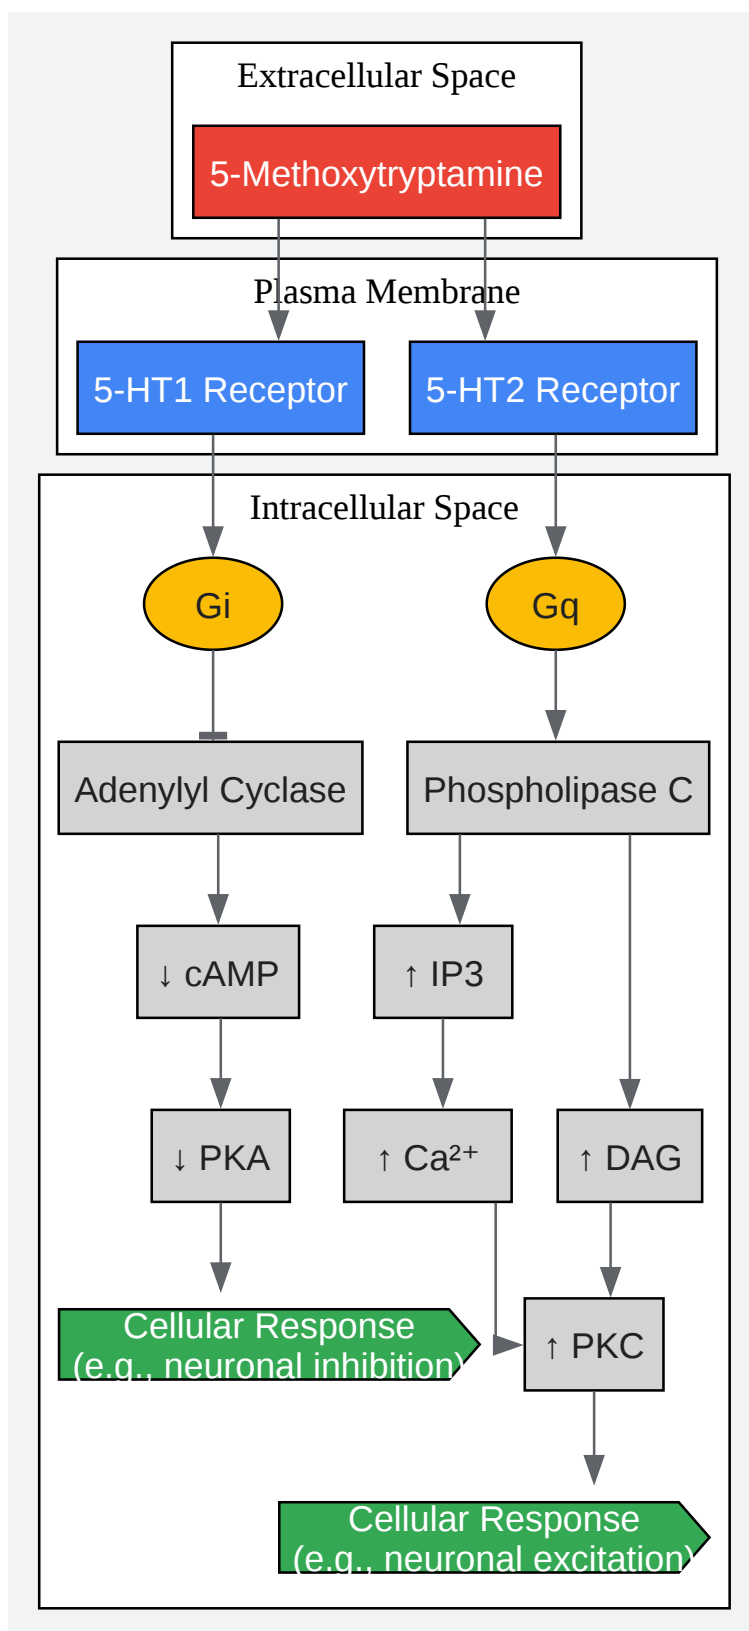 Extracellular Space
5-Methoxytryptamine
Plasma Membrane
5-HT1 Receptor
5-HT2 Receptor
Intracellular Space
Gi
Gq
Adenylyl Cyclase
Phospholipase C
↓ cAMP
↑ IP3
↓ PKA
↑ Ca²⁺
↑ DAG
Cellular Response
(e.g., neuronal inhibition)
↑ PKC
Cellular Response
(e.g., neuronal excitation)